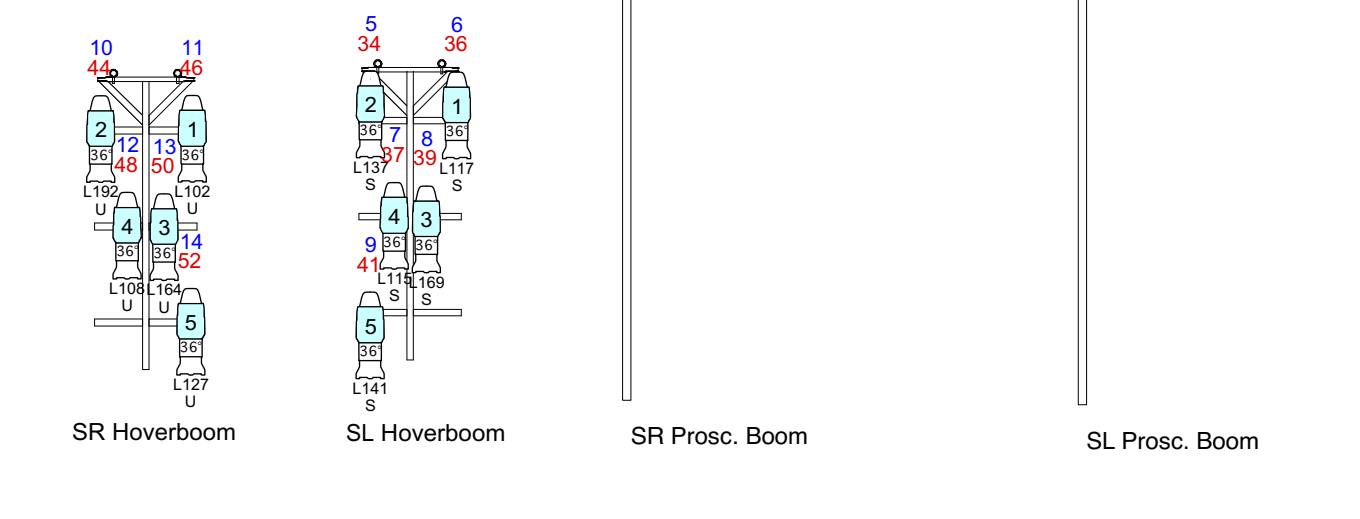 10
11
44
46
2
1
36°
36°
12
13
48
50
L192
L102
U
U
4
3
36°
36°
14
52
L108
L164
U
U
5
36°
L127
U
SR Hoverboom
5
6
34
36
2
1
36°
36°
7
8
37
39
L137
L117
S
S
4
3
36°
36°
9
41
L115
L169
S
S
5
36°
L141
S
SL Hoverboom
SR Prosc. Boom
SL Prosc. Boom